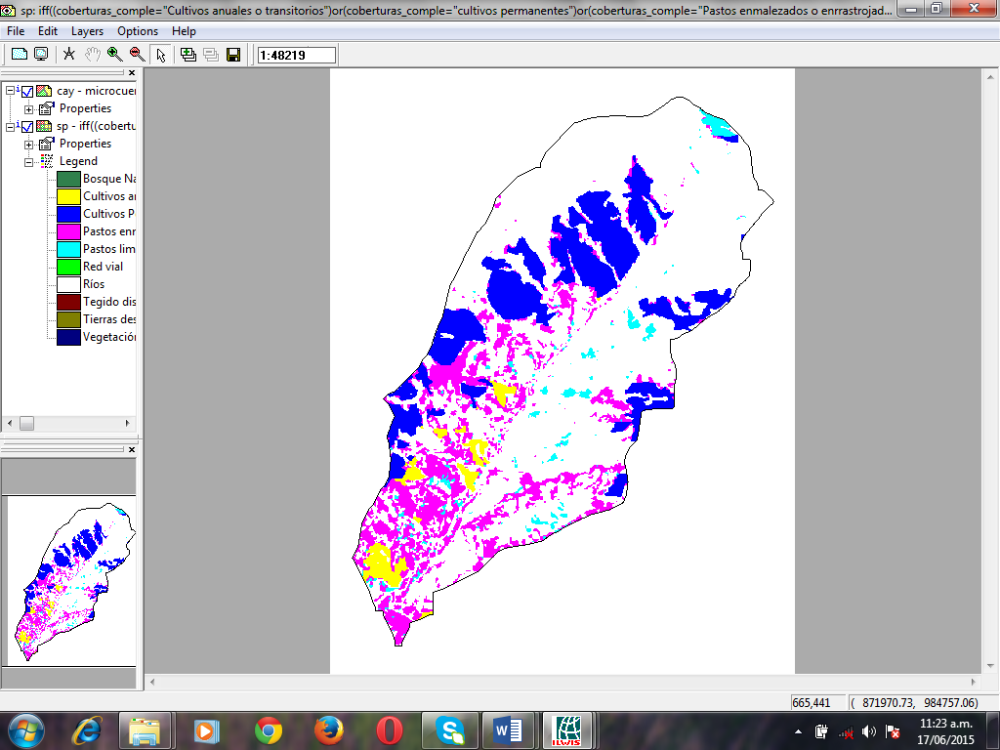 sp: iff((coberturas_comple="Cultivos anuales o transitorios")or(coberturas_comple="cultivos permanentes")or(coberturas_comple="Pastos enmalezados o enrrastrojad...
File Edit Layers Options Help
1:48219
cay - microcuer
Properties
sp - iff((cobertu
Properties
Legend
Bosque Na
Cultivos an
Cultivos P
Pastos enr
Pastos lim
Red vial
Ríos
Tegido dis
Tierras des
Vegetación
665,441 ( 871970.73, 984757.06)
W
ILWIS
11:23 a.m.
17/06/2015